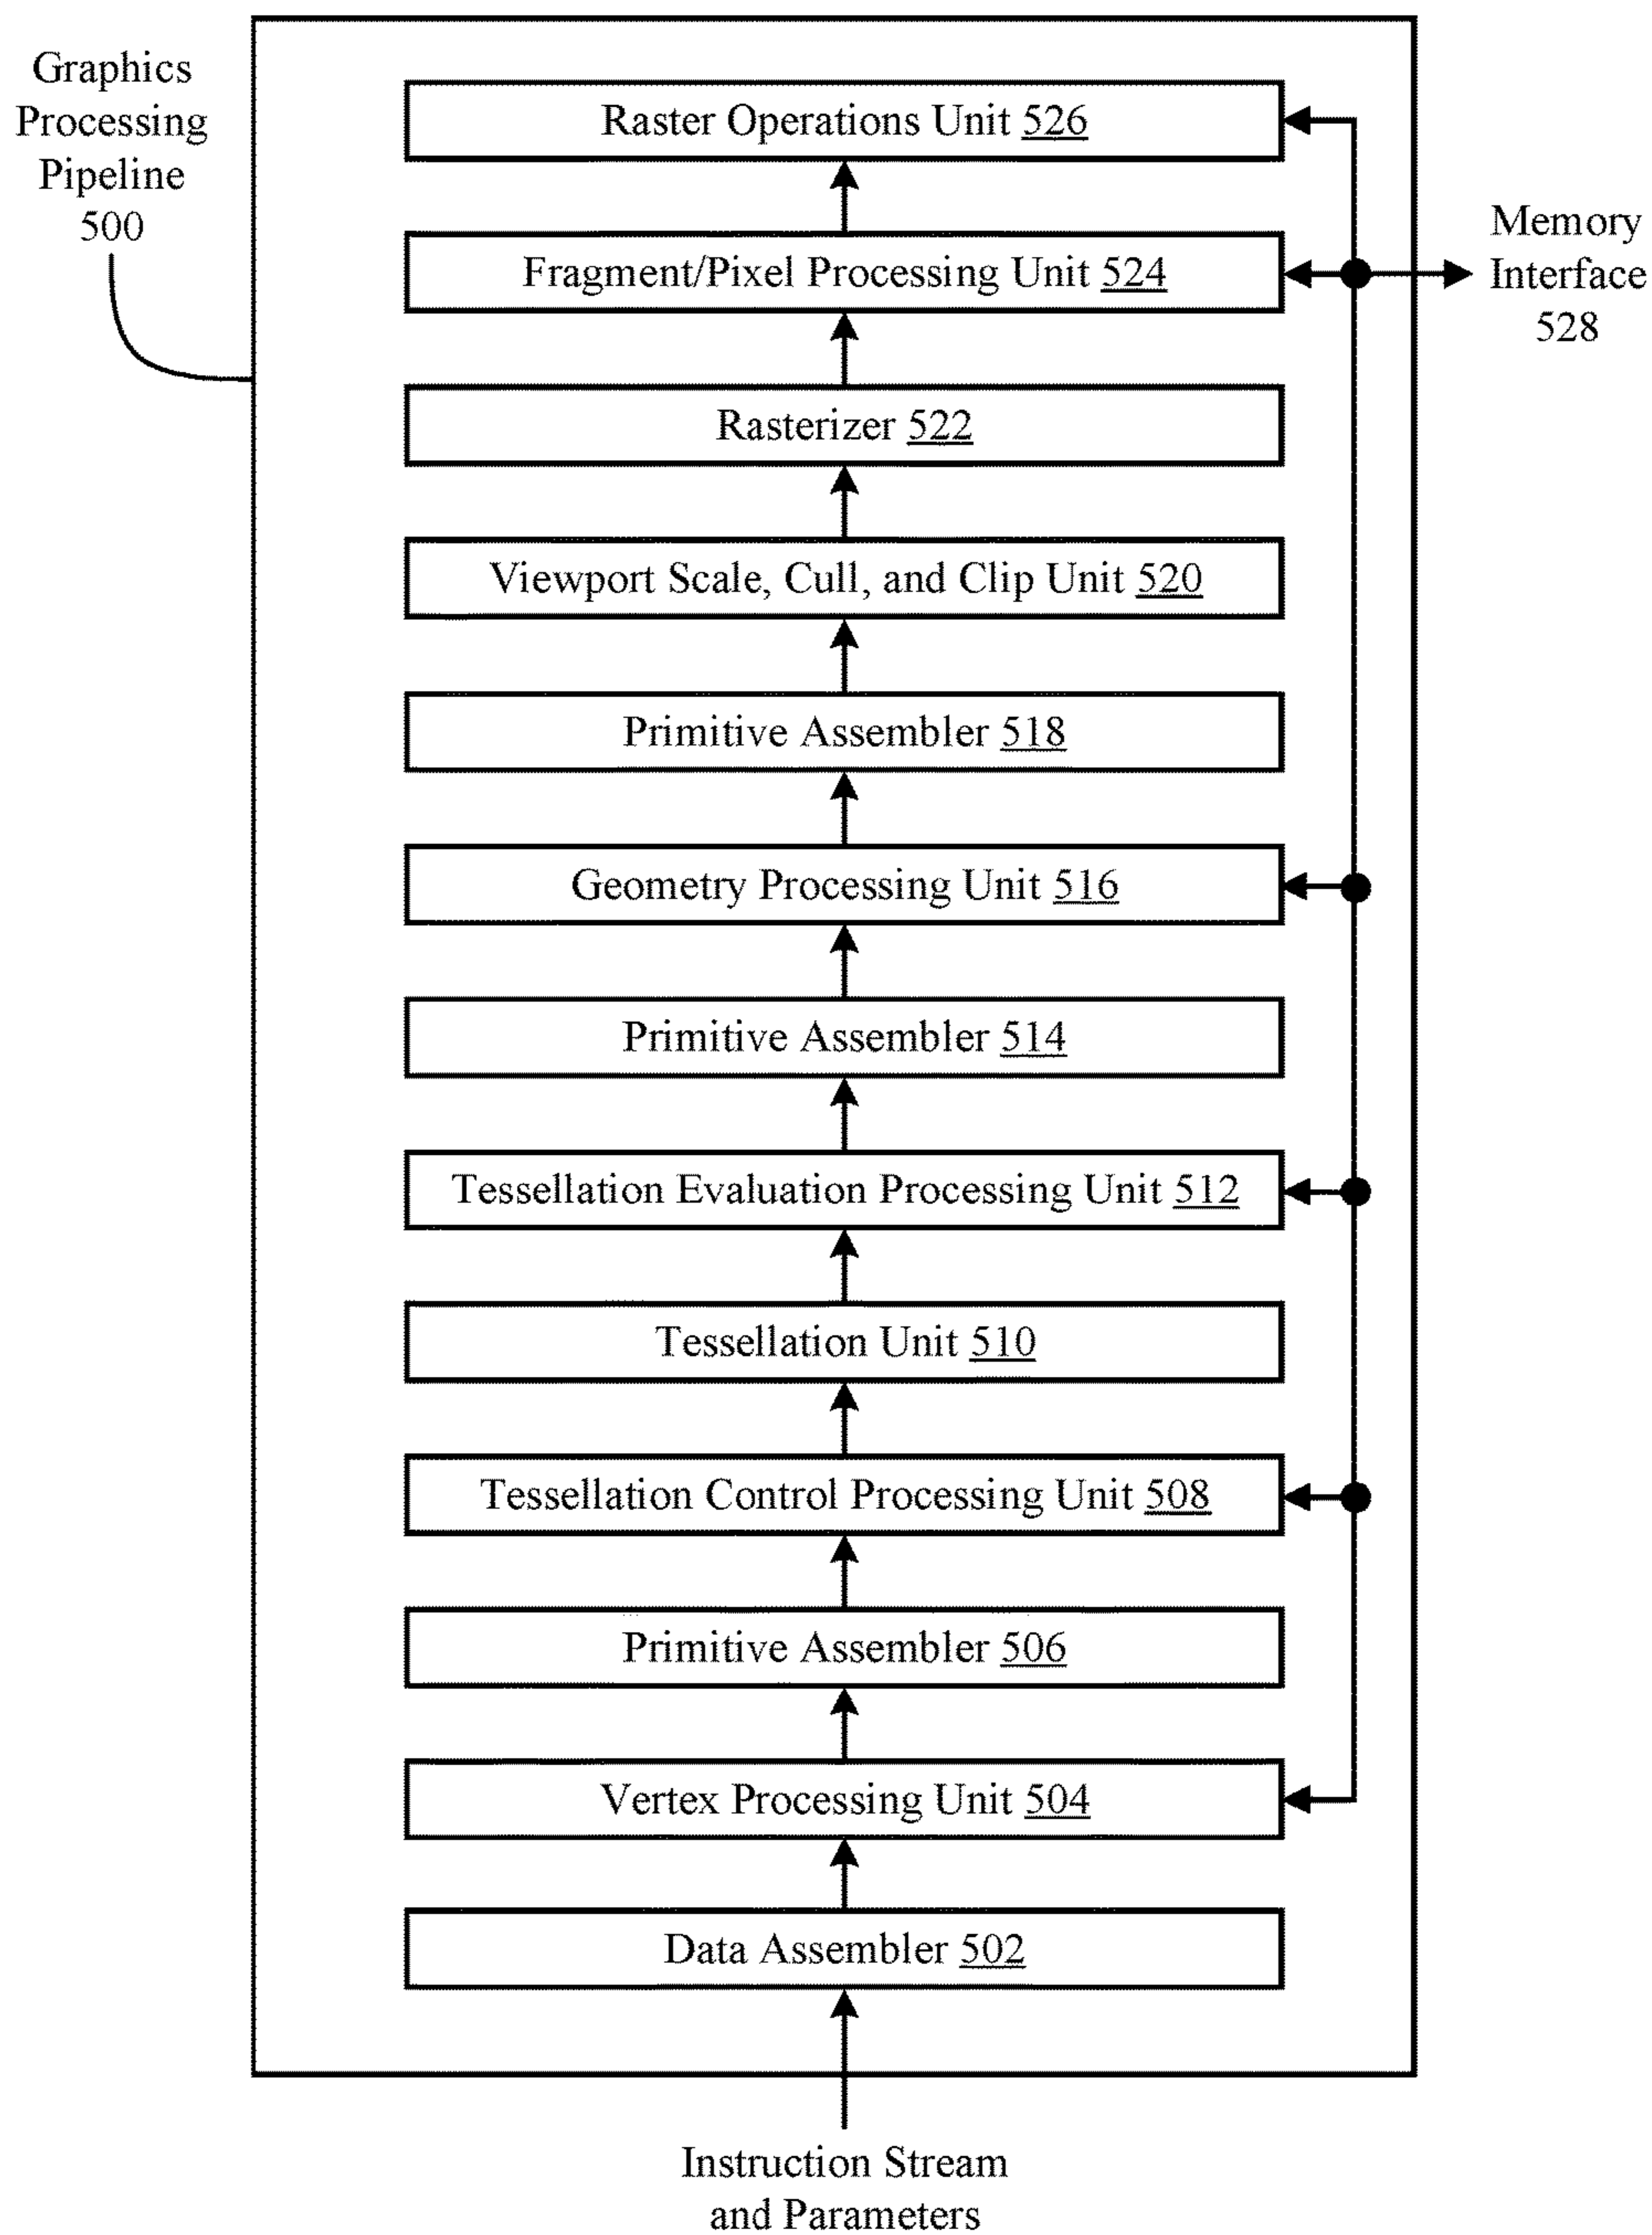 Graphics
Processing
Pipeline
500
Raster Operations Unit 526
Memory
Interface
528
Fragment/Pixel Processing Unit 524
Rasterizer 522
Viewport Scale, Cull, and Clip Unit 520
Primitive Assembler 518
Geometry Processing Unit 516
Primitive Assembler 514
Tessellation Evaluation Processing Unit 512
Tessellation Unit 510
Tessellation Control Processing Unit 508
Primitive Assembler 506
Vertex Processing Unit 504
Data Assembler 502
Instruction Stream
and Parameters